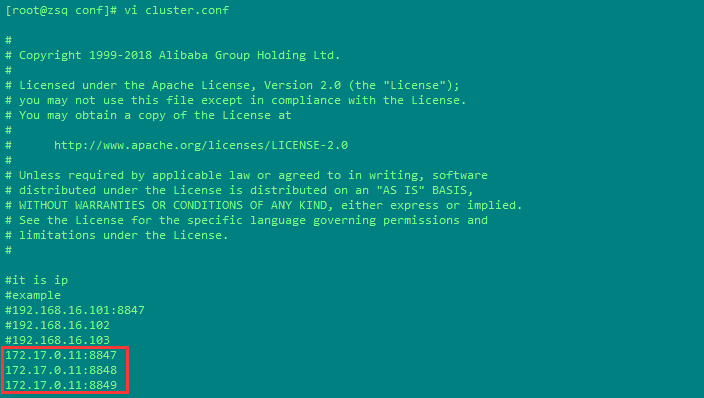 [root@zsq conf]# vi cluster.conf
#
# Copyright 1999-2018 Alibaba Group Holding Ltd.
#
# Licensed under the Apache License, Version 2.0 (the "License");
# you may not use this file except in compliance with the License.
# You may obtain a copy of the License at
#
#      http://www.apache.org/licenses/LICENSE-2.0
#
# Unless required by applicable law or agreed to in writing, software
# distributed under the License is distributed on an "AS IS" BASIS,
# WITHOUT WARRANTIES OR CONDITIONS OF ANY KIND, either express or implied.
# See the License for the specific language governing permissions and
# limitations under the License.
#
#it is ip
#example
#192.168.16.101:8847
#192.168.16.102
#192.168.16.103
172.17.0.11:8847
172.17.0.11:8848
172.17.0.11:8849